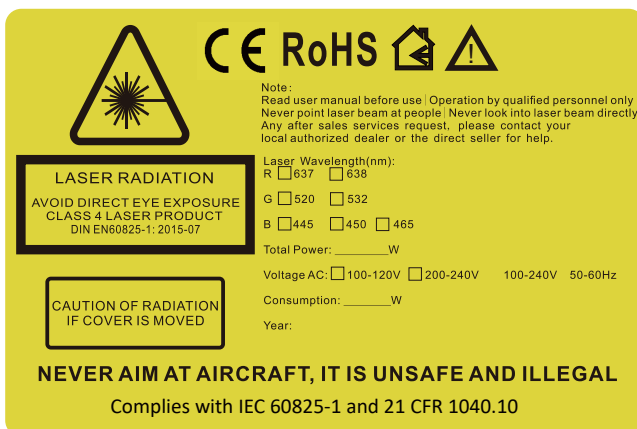 CE RoHS
!
Note:
Read user manual before use | Operation by qualified personnel only
Never point laser beam at people | Never look into laser beam directly
Any after sales services request, please contact your
local authorized dealer or the direct seller for help.
LASER RADIATION
AVOID DIRECT EYE EXPOSURE
CLASS 4 LASER PRODUCT
DIN EN60825-1: 2015-07
Laser Wavelength(nm):
R □637 □638
G □520 □532
B □445 □450 □465
Total Power: _______W
Voltage AC: □100-120V □200-240V 100-240V 50-60Hz
Consumption: ______W
Year:
CAUTION OF RADIATION
IF COVER IS MOVED
NEVER AIM AT AIRCRAFT, IT IS UNSAFE AND ILLEGAL
Complies with IEC 60825-1 and 21 CFR 1040.10